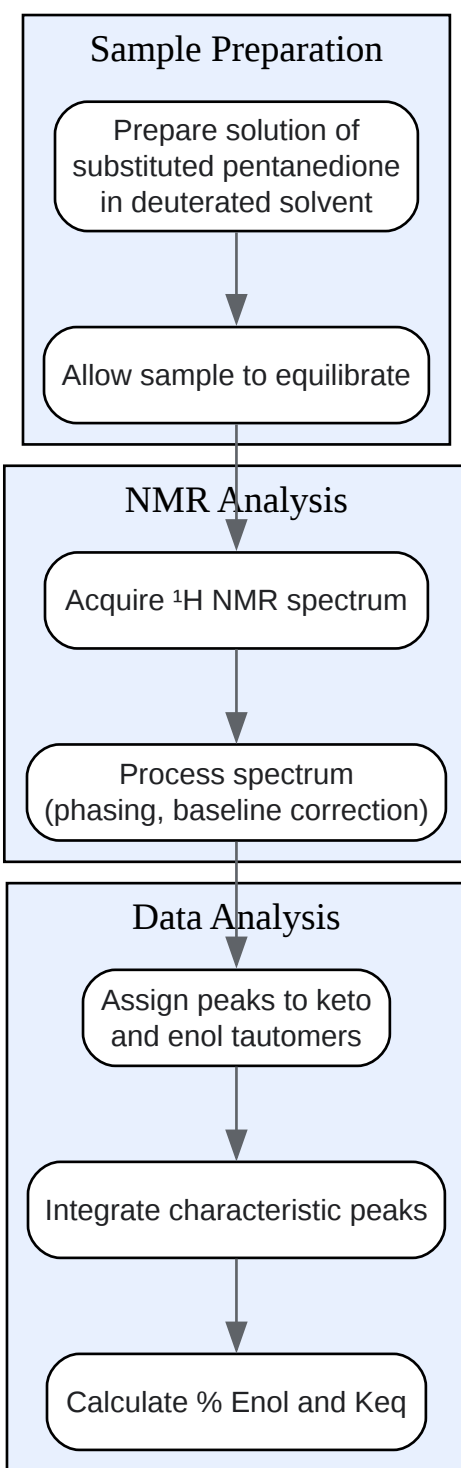 Sample Preparation
Prepare solution of
substituted pentanedione
in deuterated solvent
Allow sample to equilibrate
NMR Analysis
Acquire ¹H NMR spectrum
Process spectrum
(phasing, baseline correction)
Data Analysis
Assign peaks to keto
and enol tautomers
Integrate characteristic peaks
Calculate % Enol and Keq